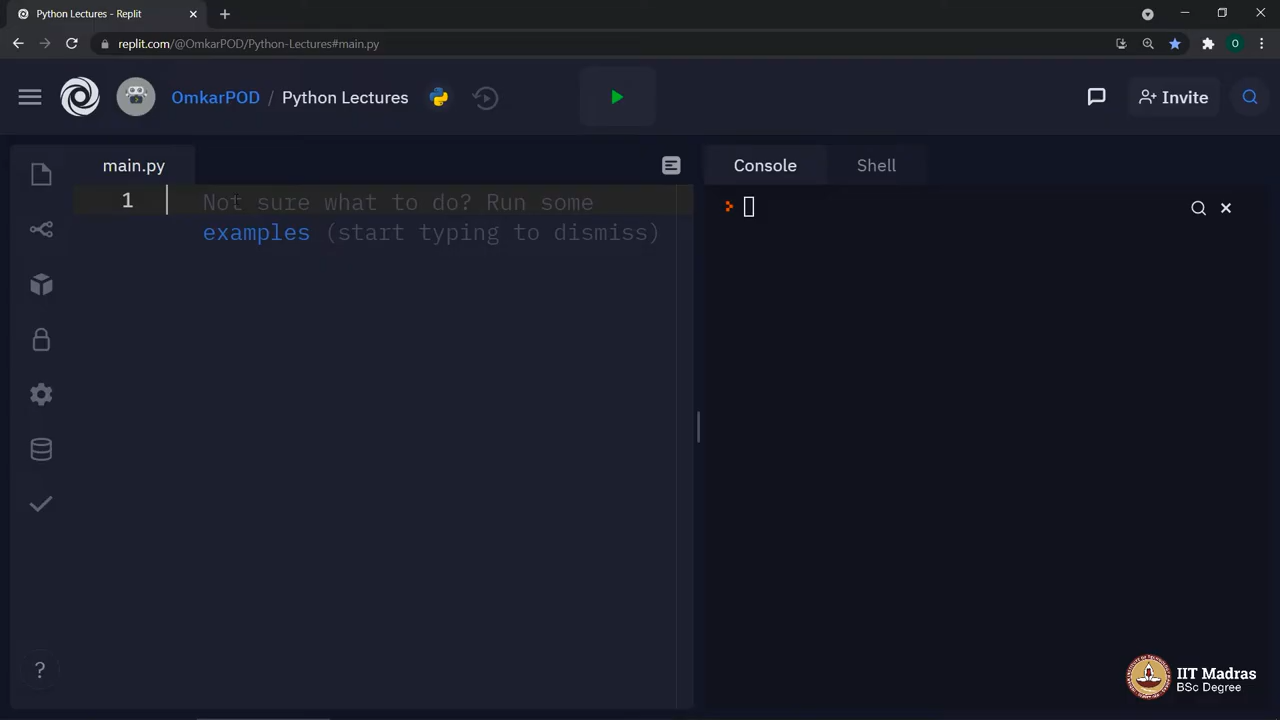 Python Lectures - Replit
replit.com/@OmkarPOD/Python-Lectures#main.py
O
OmkarPOD / Python Lectures
Invite
main.py
Console
Shell
1
Not sure what to do? Run some
examples (start typing to dismiss)
?
IIT Madras
BSc Degree